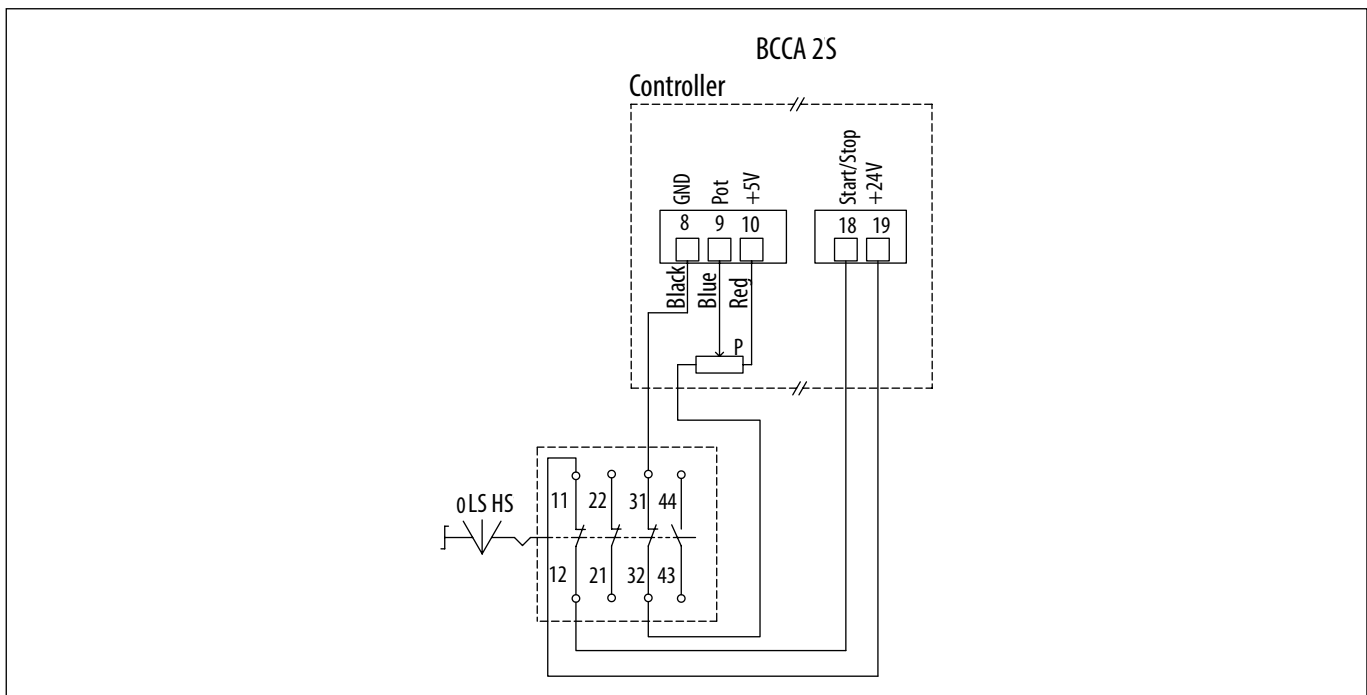 BCCA 2S
Controller
GND
Pot
+5V
Start/Stop
+24V
8 9 10
18 19
Black
Blue
Red
P
0 LS HS
11 22 31 44
12 21 32 43